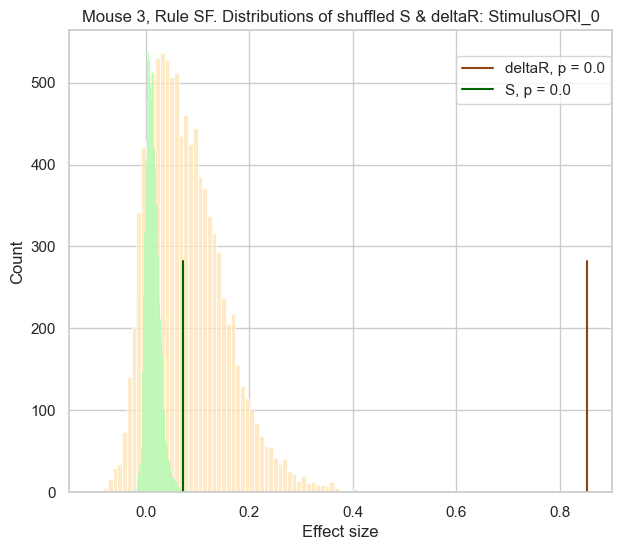 Mouse 3, Rule SF. Distributions of shuffled S & deltaR: StimulusORI_0
deltaR, p = 0.0
S, p = 0.0
Count
500
400
300
200
100
0
0.0 0.2 0.4 0.6 0.8
Effect size